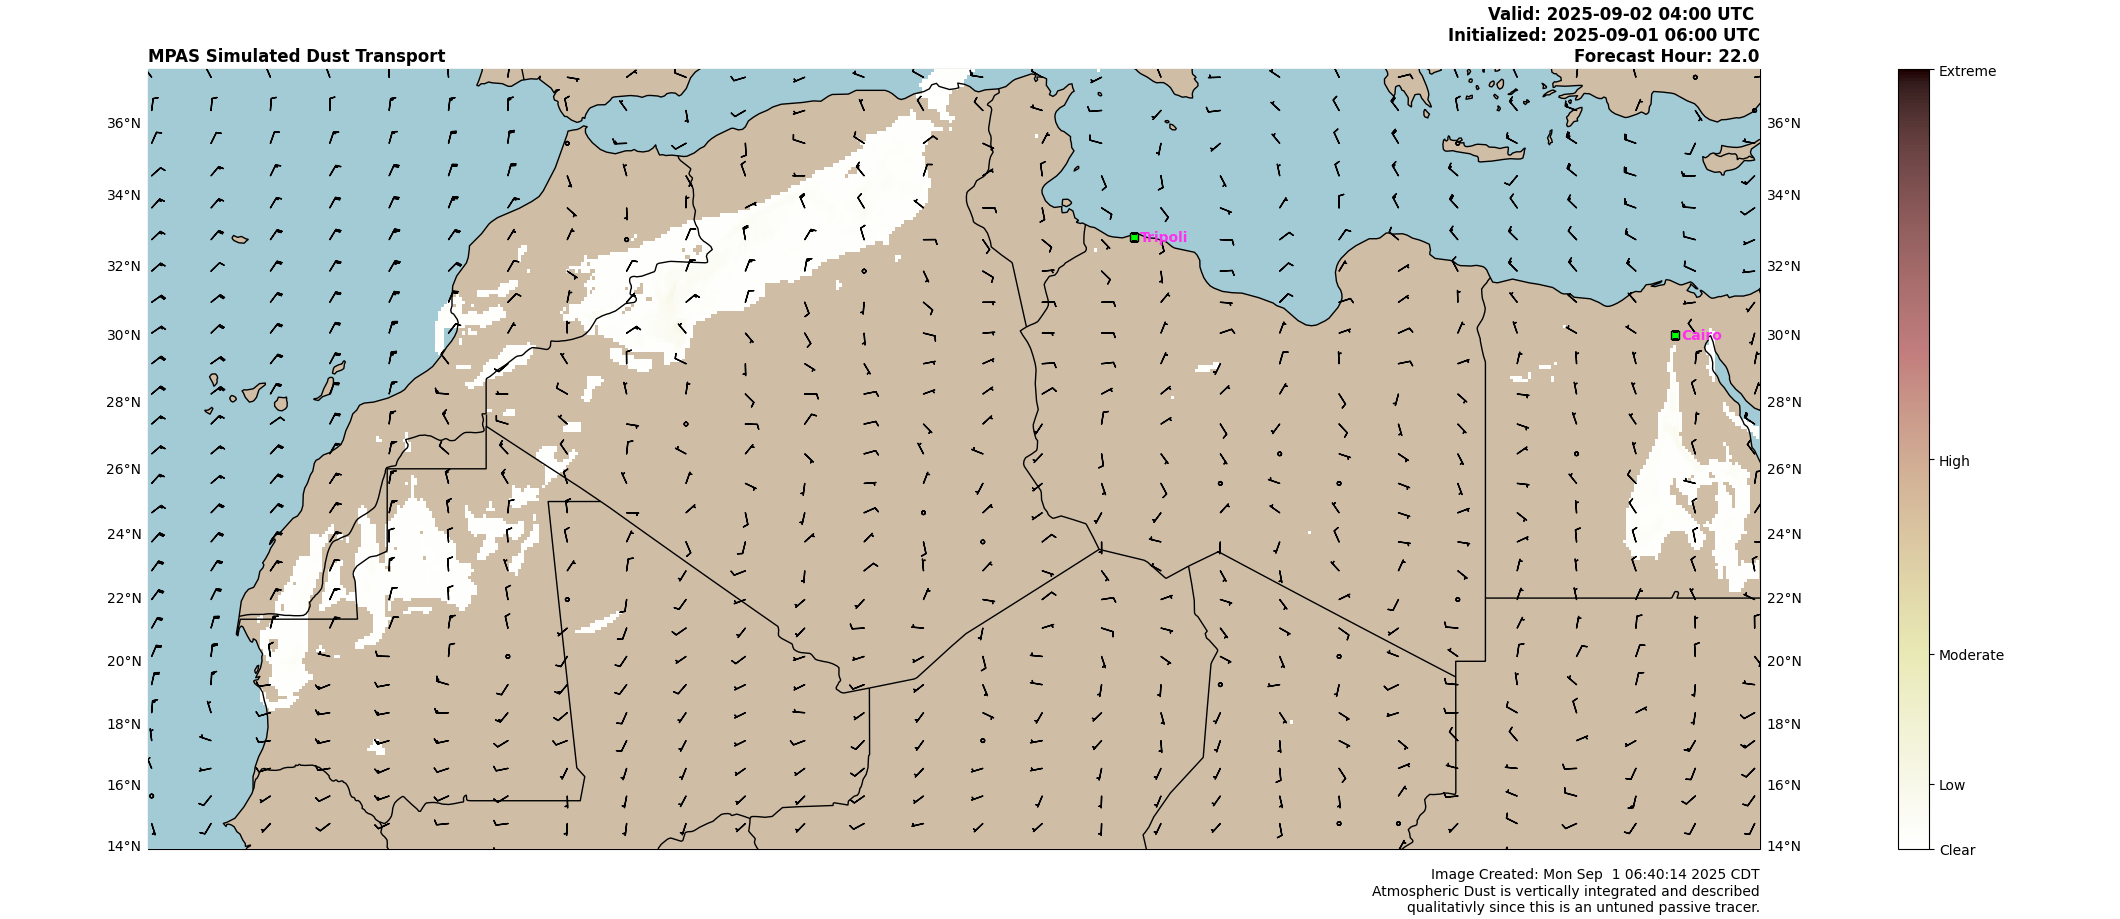 Valid: 2025-09-02 04:00 UTC
Initialized: 2025-09-01 06:00 UTC
MPAS Simulated Dust Transport
Forecast Hour: 22.0
Extreme
36°N
36°N
34°N
34°N
Tripoli
32°N
32°N
30°N
Cairo
30°N
28°N
28°N
26°N
26°N
High
24°N
24°N
22°N
22°N
20°N
20°N
Moderate
18°N
18°N
16°N
16°N
Low
14°N
14°N
Clear
Image Created: Mon Sep  1 06:40:14 2025 CDT
Atmospheric Dust is vertically integrated and described
qualitativly since this is an untuned passive tracer.